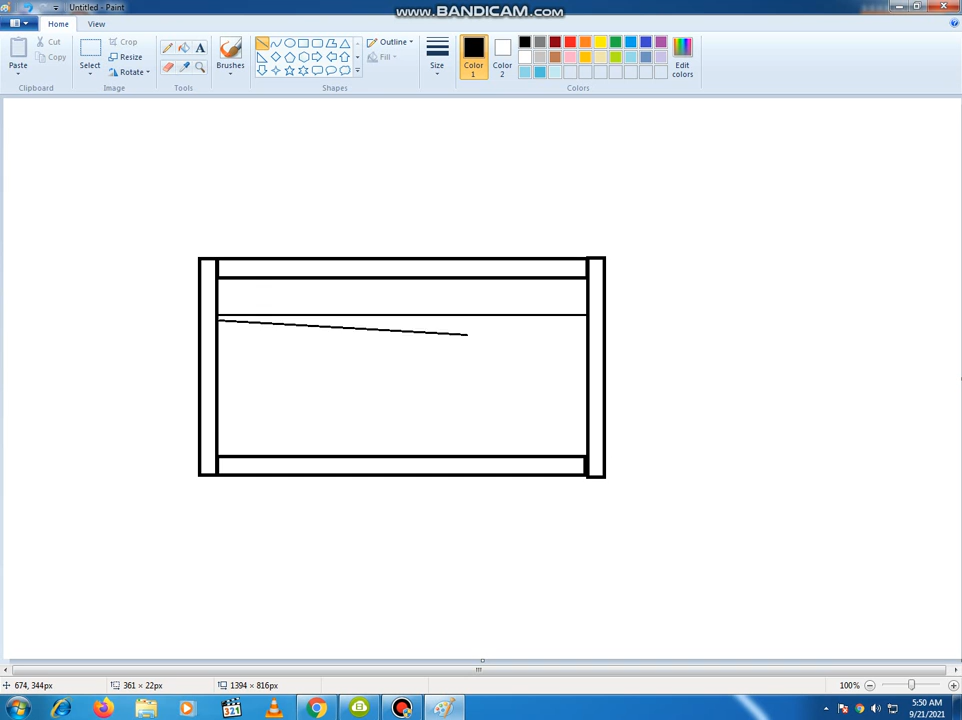 Untitled - Paint
www.BANDICAM.com
Home
View
Paste
Cut
Copy
Clipboard
Select
Crop
Resize
Rotate
Image
A
Tools
Brushes
Shapes
Outline
Fill
Size
Color
1
Color
2
Edit
colors
Colors
674, 344px
361 × 22px
1394 × 816px
100%
321
5:50 AM
9/21/2021